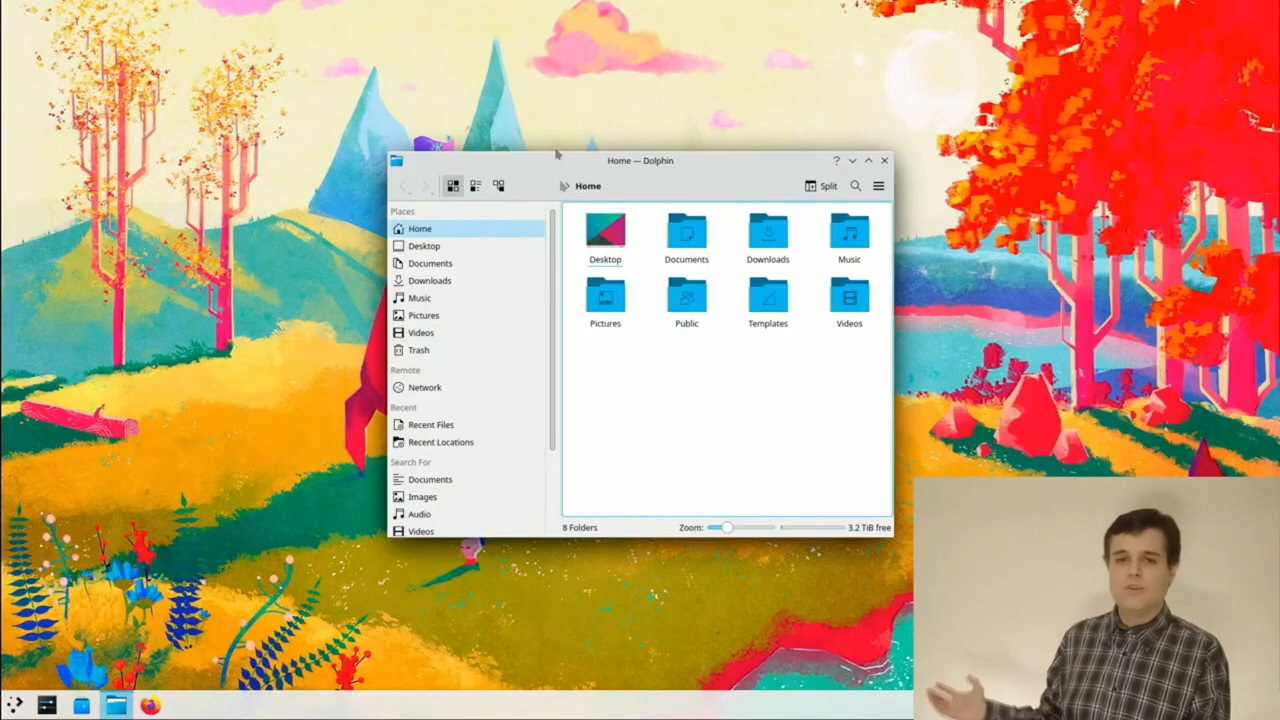 Home — Dolphin
Home
Split
Places
Home
Desktop
Documents
Downloads
Music
Pictures
Videos
Trash
Remote
Network
Recent
Recent Files
Recent Locations
Search For
Documents
Images
Audio
Videos
Desktop
Documents
Downloads
Music
Pictures
Public
Templates
Videos
8 Folders
Zoom:
3.2 TiB free